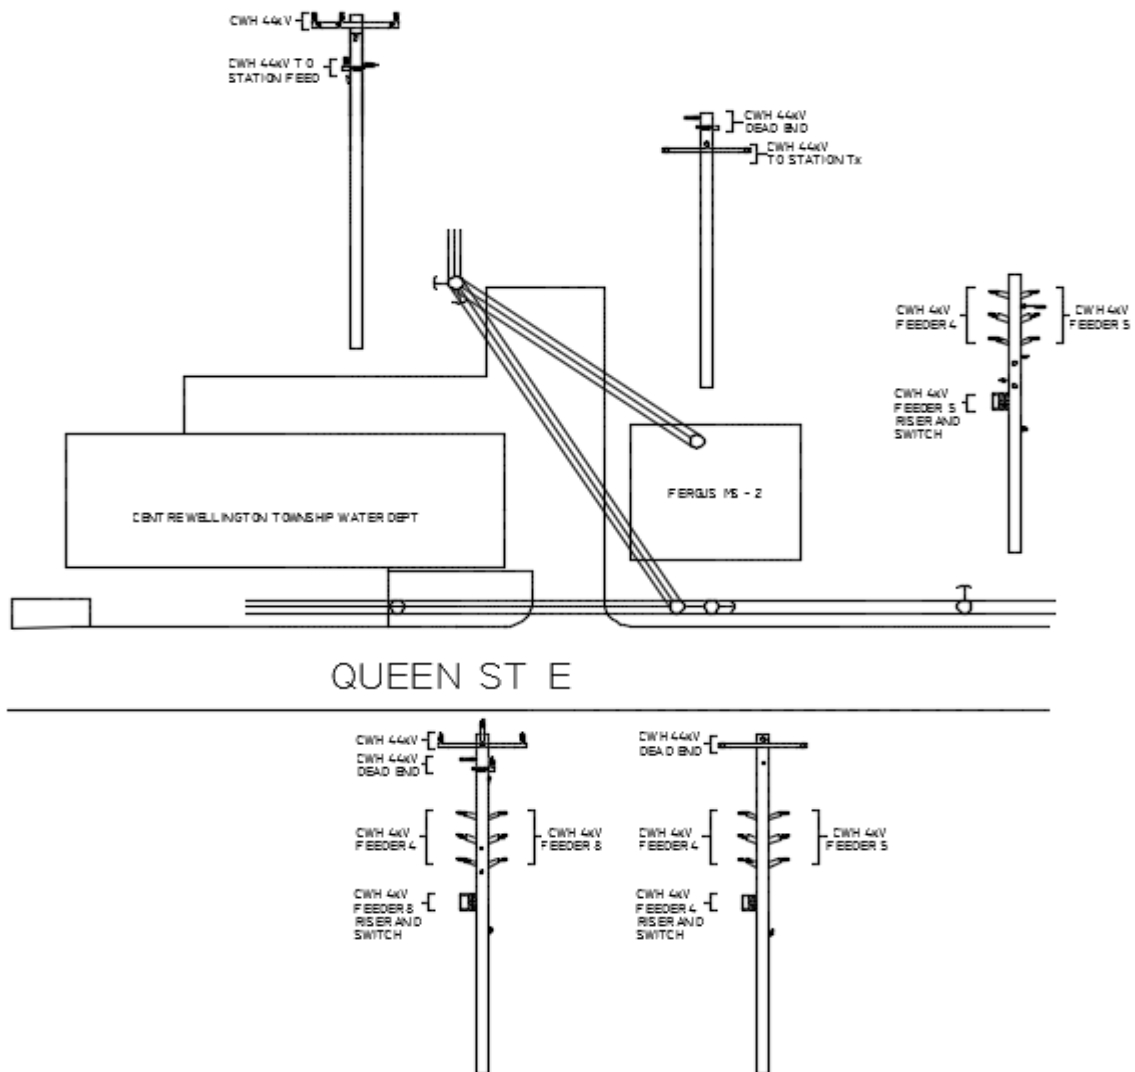 CWH 44kV
CWH 44kV TO
STATION FEED
CWH 44kV
DEAD END
CWH 44kV
TO STATION Tx
CWH 4kV
FEEDER 4
CWH 4kV
FEEDER 5
CWH 4kV
FEEDER 5
RISER AND
SWITCH
FERGUS MS - 2
CENTRE WELLINGTON TOWNSHIP WATER DEPT
QUEEN ST E
CWH 44kV
CWH 44kV
DEAD END
CWH 4kV
FEEDER 4
CWH 4kV
FEEDER 8
CWH 4kV
FEEDER 8
RISER AND
SWITCH
CWH 44kV
DEAD END
CWH 4kV
FEEDER 4
CWH 4kV
FEEDER 5
CWH 4kV
FEEDER 4
RISER AND
SWITCH